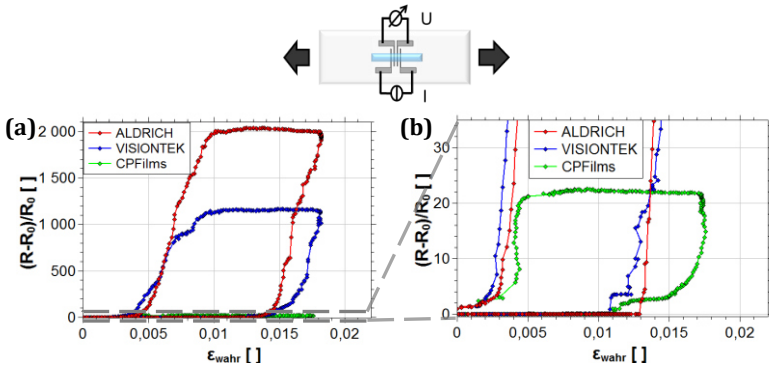 U
I
(a)
(b)
ALDRICH
VISIONTEK
CPFilms
(R-R₀)/R₀ [ ]
2 000
1 500
1 000
500
0
0
0,005
0,01
0,015
0,02
ε_wahr [ ]
ALDRICH
VISIONTEK
CPFilms
(R-R₀)/R₀ [ ]
30
20
10
0
0
0,005
0,01
0,015
0,02
ε_wahr [ ]